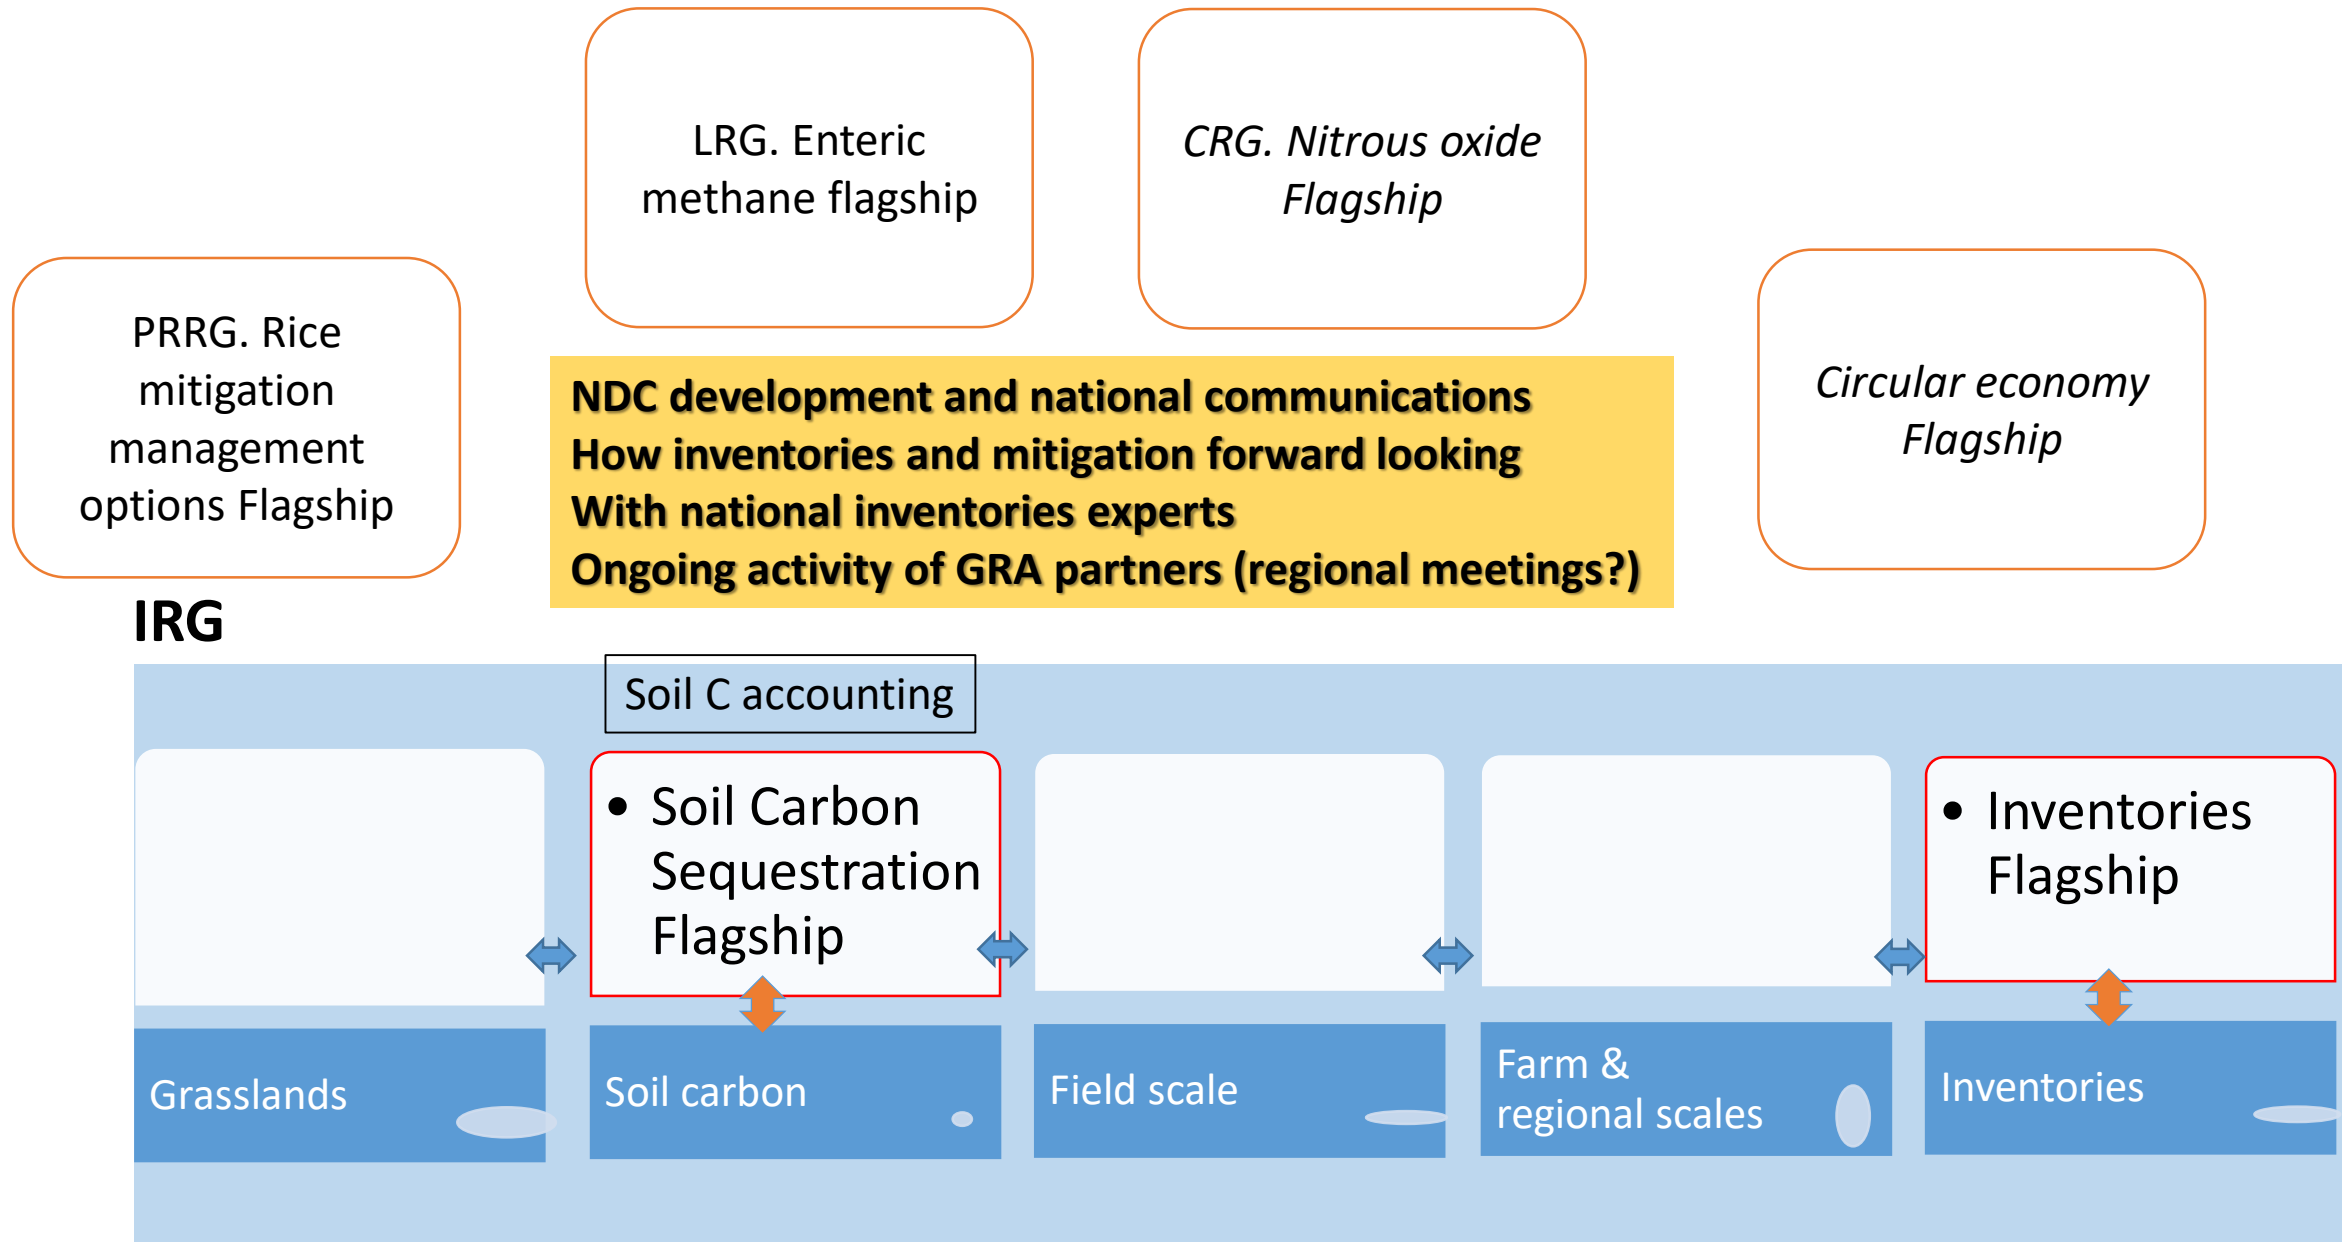 LRG. Enteric
methane flagship
CRG. Nitrous oxide
Flagship
PRRG. Rice
mitigation
management
options Flagship
NDC development and national communications
How inventories and mitigation forward looking
With national inventories experts
Ongoing activity of GRA partners (regional meetings?)
Circular economy
Flagship
IRG
Soil C accounting
• Soil Carbon
Sequestration
Flagship
• Inventories
Flagship
Grasslands
Soil carbon
Field scale
Farm &
regional scales
Inventories